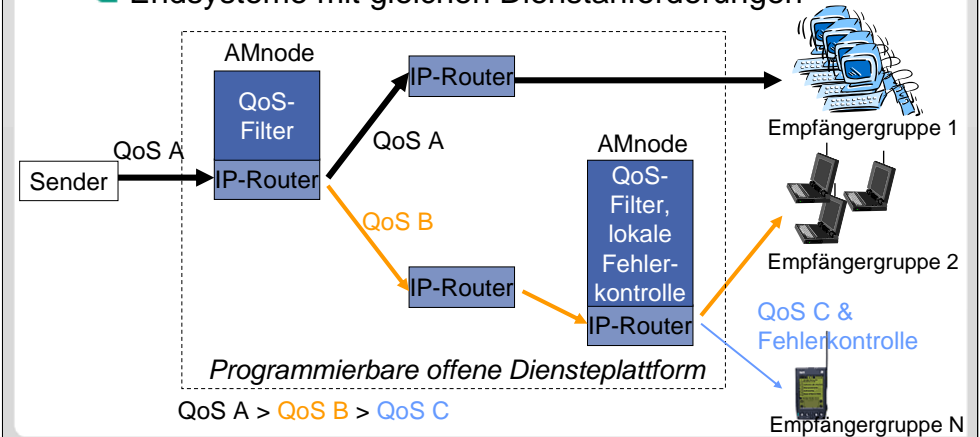 Endsysteme mit gleichen Dienstanforderungen
AMnode
QoS-
Filter
IP-Router
Sender
QoS A
IP-Router
QoS A
QoS B
IP-Router
AMnode
QoS-
Filter,
lokale
Fehler-
kontrolle
IP-Router
Empfängergruppe 1
Empfängergruppe 2
QoS C &
Fehlerkontrolle
Empfängergruppe N
Programmierbare offene Diensteplattform
QoS A > QoS B > QoS C